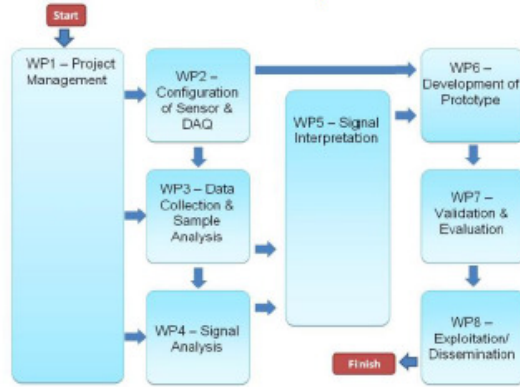 Start
WP1 – Project
Management
WP2 –
Configuration
of Sensor &
DAQ
WP3 – Data
Collection &
Sample
Analysis
WP4 – Signal
Analysis
WP5 – Signal
Interpretation
WP6 –
Development of
Prototype
WP7 –
Validation &
Evaluation
WP8 –
Exploitation/
Dissemination
Finish